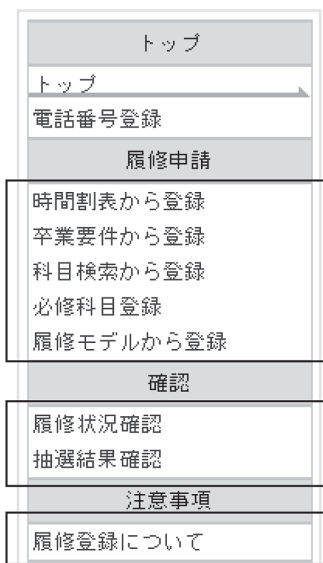 トップ
トップ
電話番号登録
履修申請
時間割表から登録
卒業要件から登録
科目検索から登録
必修科目登録
履修モデルから登録
確認
履修状況確認
抽選結果確認
注意事項
履修登録について